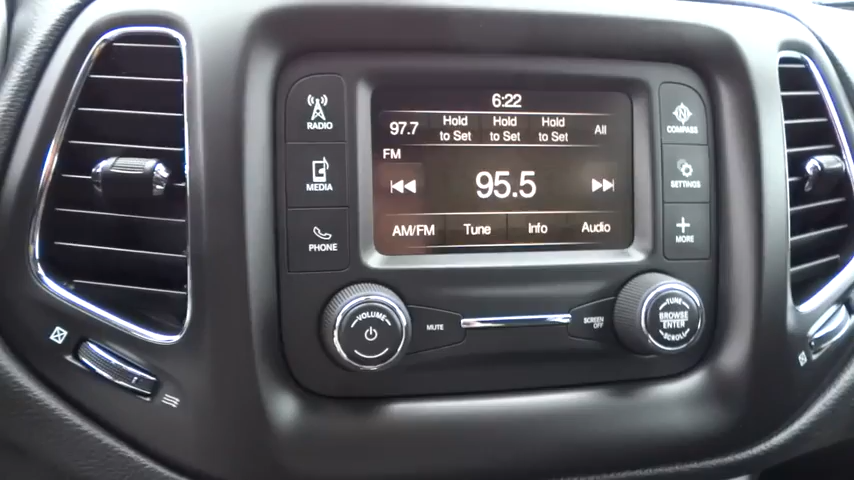 6:22
97.7 Hold to Set Hold to Set Hold to Set All
FM
95.5
AM/FM Tune Info Audio
RADIO
MEDIA
PHONE
COMPASS
N
SETTINGS
MORE
VOLUME
MUTE
SCREEN OFF
TUNE
BROWSE
ENTER
SCROLL